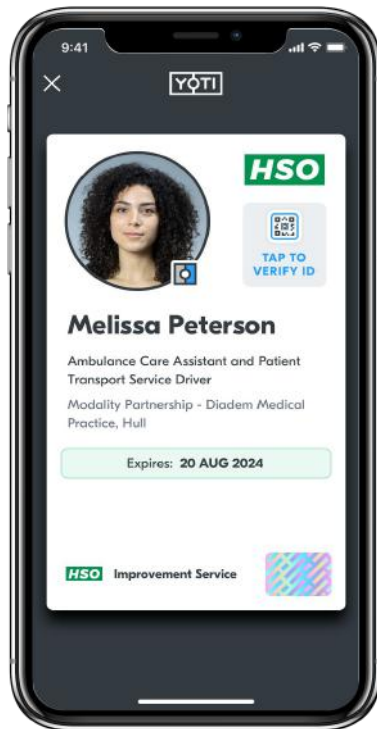 9:41
YOTI
HSO
TAP TO
VERIFY ID
Melissa Peterson
Ambulance Care Assistant and Patient
Transport Service Driver
Modality Partnership - Diadem Medical
Practice, Hull
Expires: 20 AUG 2024
HSO Improvement Service